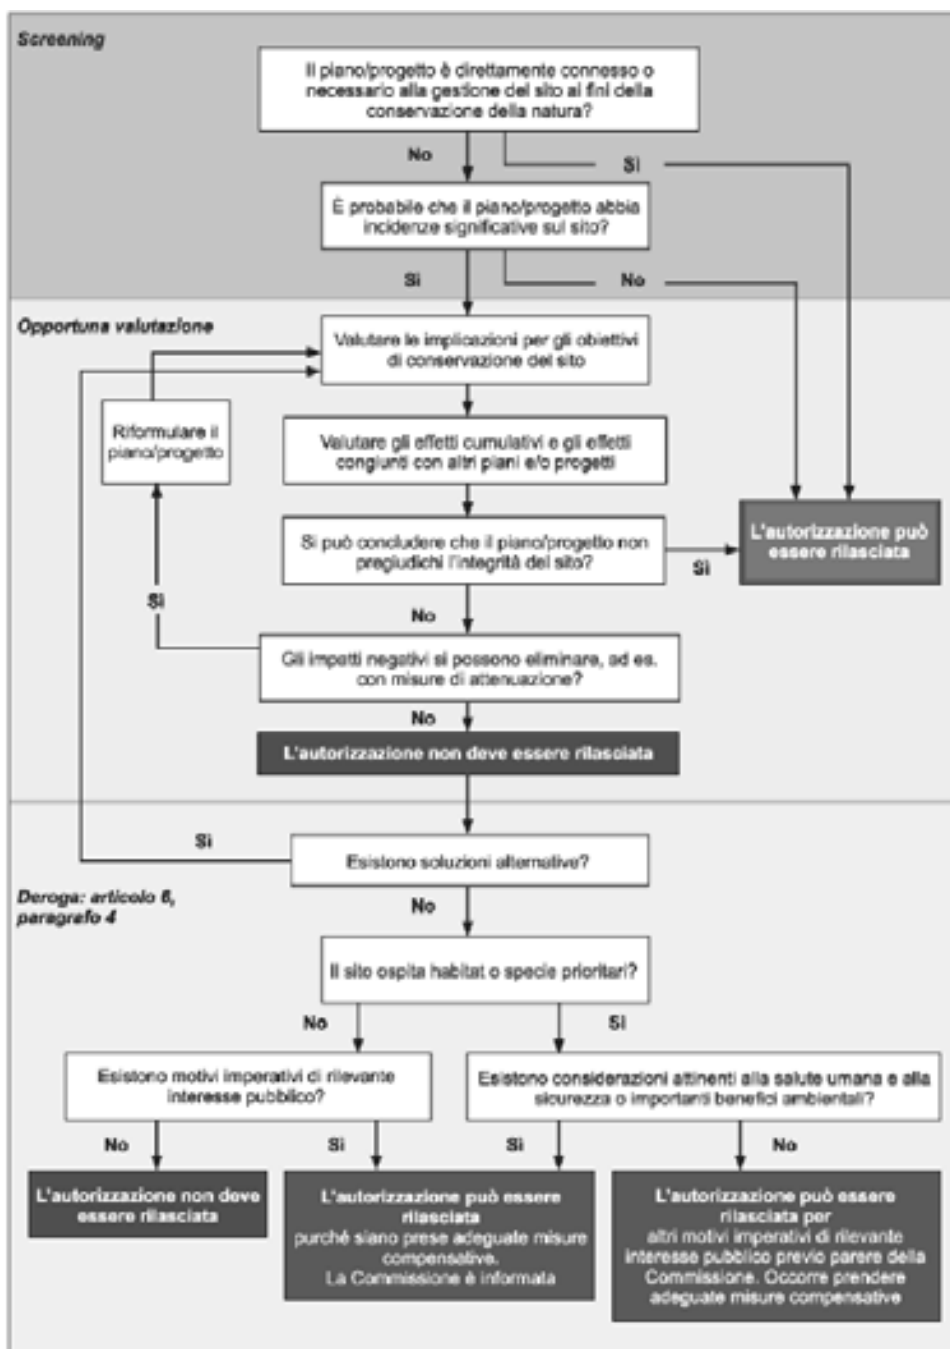 Screening
Il piano/progetto è direttamente connesso o
necessario alla gestione del sito ai fini della
conservazione della natura?
No
Sì
È probabile che il piano/progetto abbia
incidenze significative sul sito?
Sì
No
Opportuna valutazione
Valutare le implicazioni per gli obiettivi
di conservazione del sito
Riformulare il
piano/progetto
Valutare gli effetti cumulativi e gli effetti
congiunti con altri piani e/o progetti
Si può concludere che il piano/progetto non
pregiudichi l'integrità del sito?
Sì
L'autorizzazione può
essere rilasciata
Sì
No
Gli impatti negativi si possono eliminare, ad es.
con misure di attenuazione?
No
L'autorizzazione non deve essere rilasciata
Sì
Esistono soluzioni alternative?
Deroga: articolo 6,
paragrafo 4
No
Il sito ospita habitat o specie prioritari?
No
Sì
Esistono motivi imperativi di rilevante
interesse pubblico?
Esistono considerazioni attinenti alla salute umana e alla
sicurezza o importanti benefici ambientali?
No
Sì
Sì
No
L'autorizzazione non deve
essere rilasciata
L'autorizzazione può essere
rilasciata
purché siano prese adeguate misure
compensative.
La Commissione è informata
L'autorizzazione può essere
rilasciata per
altri motivi imperativi di rilevante
interesse pubblico previo parere della
Commissione. Occorre prendere
adeguate misure compensative